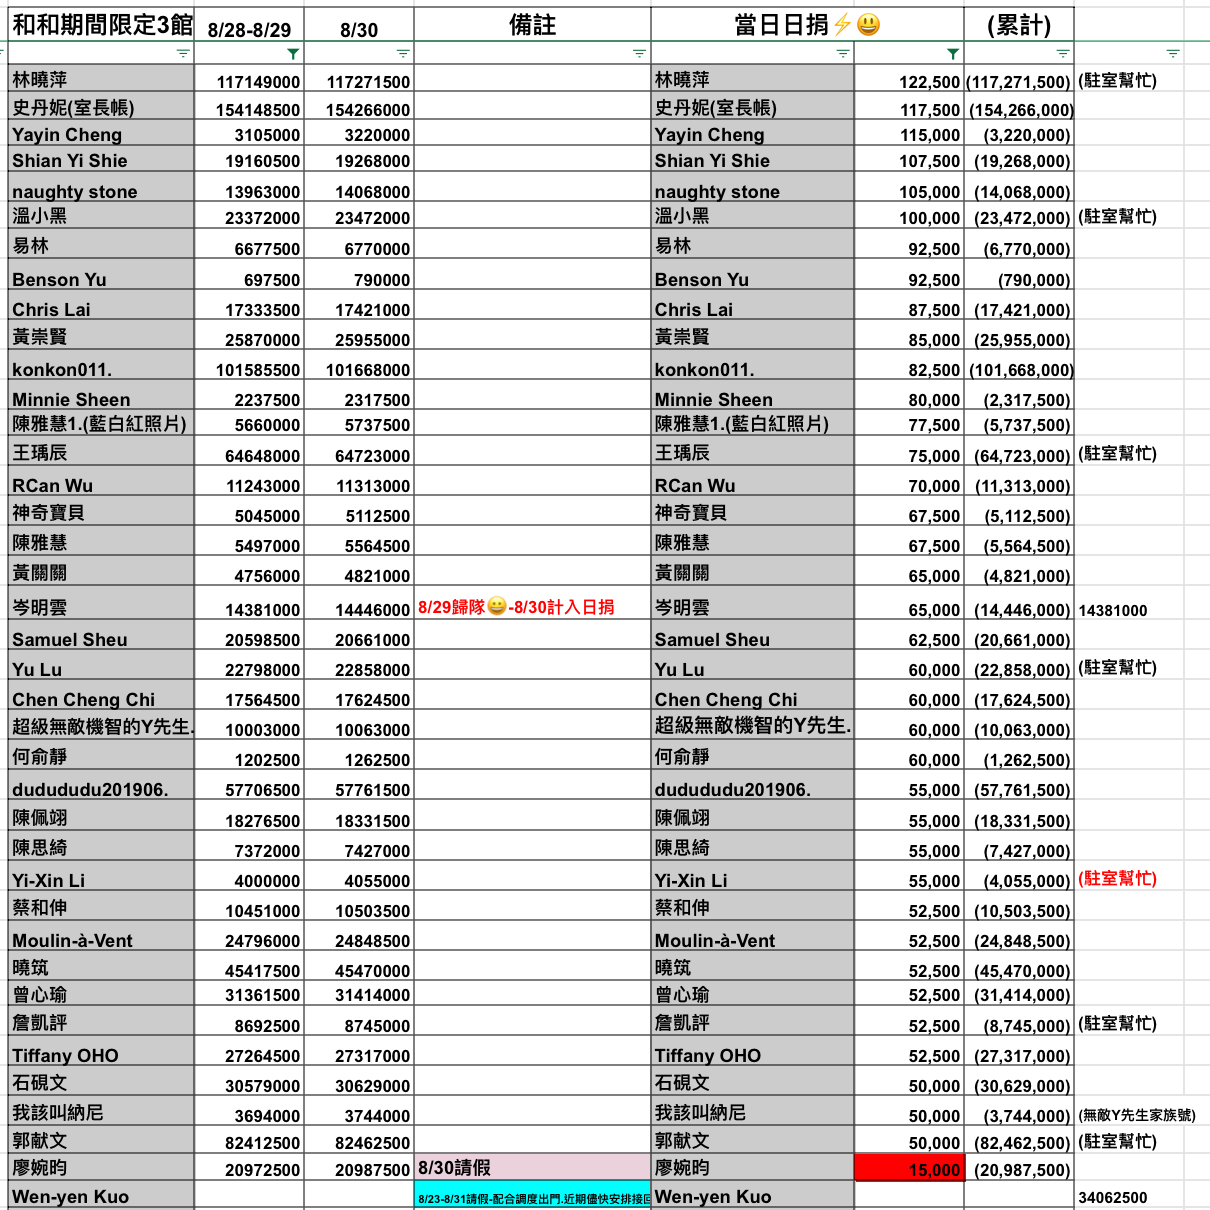 和和期間限定3館 8/28-8/29 8/30 備註 當日日捐⚡😃 (累計)
林曉萍 117149000 117271500 林曉萍 122,500 (117,271,500) (駐室幫忙)
史丹妮(室長帳) 154148500 154266000 史丹妮(室長帳) 117,500 (154,266,000)
Yayin Cheng 3105000 3220000 Yayin Cheng 115,000 (3,220,000)
Shian Yi Shie 19160500 19268000 Shian Yi Shie 107,500 (19,268,000)
naughty stone 13963000 14068000 naughty stone 105,000 (14,068,000)
溫小黑 23372000 23472000 溫小黑 100,000 (23,472,000) (駐室幫忙)
易林 6677500 6770000 易林 92,500 (6,770,000)
Benson Yu 697500 790000 Benson Yu 92,500 (790,000)
Chris Lai 17333500 17421000 Chris Lai 87,500 (17,421,000)
黃崇賢 25870000 25955000 黃崇賢 85,000 (25,955,000)
konkon011. 101585500 101668000 konkon011. 82,500 (101,668,000)
Minnie Sheen 2237500 2317500 Minnie Sheen 80,000 (2,317,500)
陳雅慧1.(藍白紅照片) 5660000 5737500 陳雅慧1.(藍白紅照片) 77,500 (5,737,500)
王瑀辰 64648000 64723000 王瑀辰 75,000 (64,723,000) (駐室幫忙)
RCan Wu 11243000 11313000 RCan Wu 70,000 (11,313,000)
神奇寶貝 5045000 5112500 神奇寶貝 67,500 (5,112,500)
陳雅慧 5497000 5564500 陳雅慧 67,500 (5,564,500)
黃關關 4756000 4821000 黃關關 65,000 (4,821,000)
岑明雲 14381000 14446000 8/29歸隊😀-8/30計入日捐 岑明雲 65,000 (14,446,000) 14381000
Samuel Sheu 20598500 20661000 Samuel Sheu 62,500 (20,661,000)
Yu Lu 22798000 22858000 Yu Lu 60,000 (22,858,000) (駐室幫忙)
Chen Cheng Chi 17564500 17624500 Chen Cheng Chi 60,000 (17,624,500)
超級無敵機智的Y先生. 10003000 10063000 超級無敵機智的Y先生. 60,000 (10,063,000)
何俞靜 1202500 1262500 何俞靜 60,000 (1,262,500)
dudududu201906. 57706500 57761500 dudududu201906. 55,000 (57,761,500)
陳佩翊 18276500 18331500 陳佩翊 55,000 (18,331,500)
陳思綺 7372000 7427000 陳思綺 55,000 (7,427,000)
Yi-Xin Li 4000000 4055000 Yi-Xin Li 55,000 (4,055,000) (駐室幫忙)
蔡和伸 10451000 10503500 蔡和伸 52,500 (10,503,500)
Moulin-à-Vent 24796000 24848500 Moulin-à-Vent 52,500 (24,848,500)
曉筑 45417500 45470000 曉筑 52,500 (45,470,000)
曾心瑜 31361500 31414000 曾心瑜 52,500 (31,414,000)
詹凱評 8692500 8745000 詹凱評 52,500 (8,745,000) (駐室幫忙)
Tiffany OHO 27264500 27317000 Tiffany OHO 52,500 (27,317,000)
石硯文 30579000 30629000 石硯文 50,000 (30,629,000)
我該叫納尼 3694000 3744000 我該叫納尼 50,000 (3,744,000) (無敵Y先生家族號)
郭献文 82412500 82462500 郭献文 50,000 (82,462,500) (駐室幫忙)
廖婉昀 20972500 20987500 8/30請假 廖婉昀 15,000 (20,987,500)
Wen-yen Kuo 8/23-8/31請假-配合調度出門.近期儘快安排接回 Wen-yen Kuo 34062500